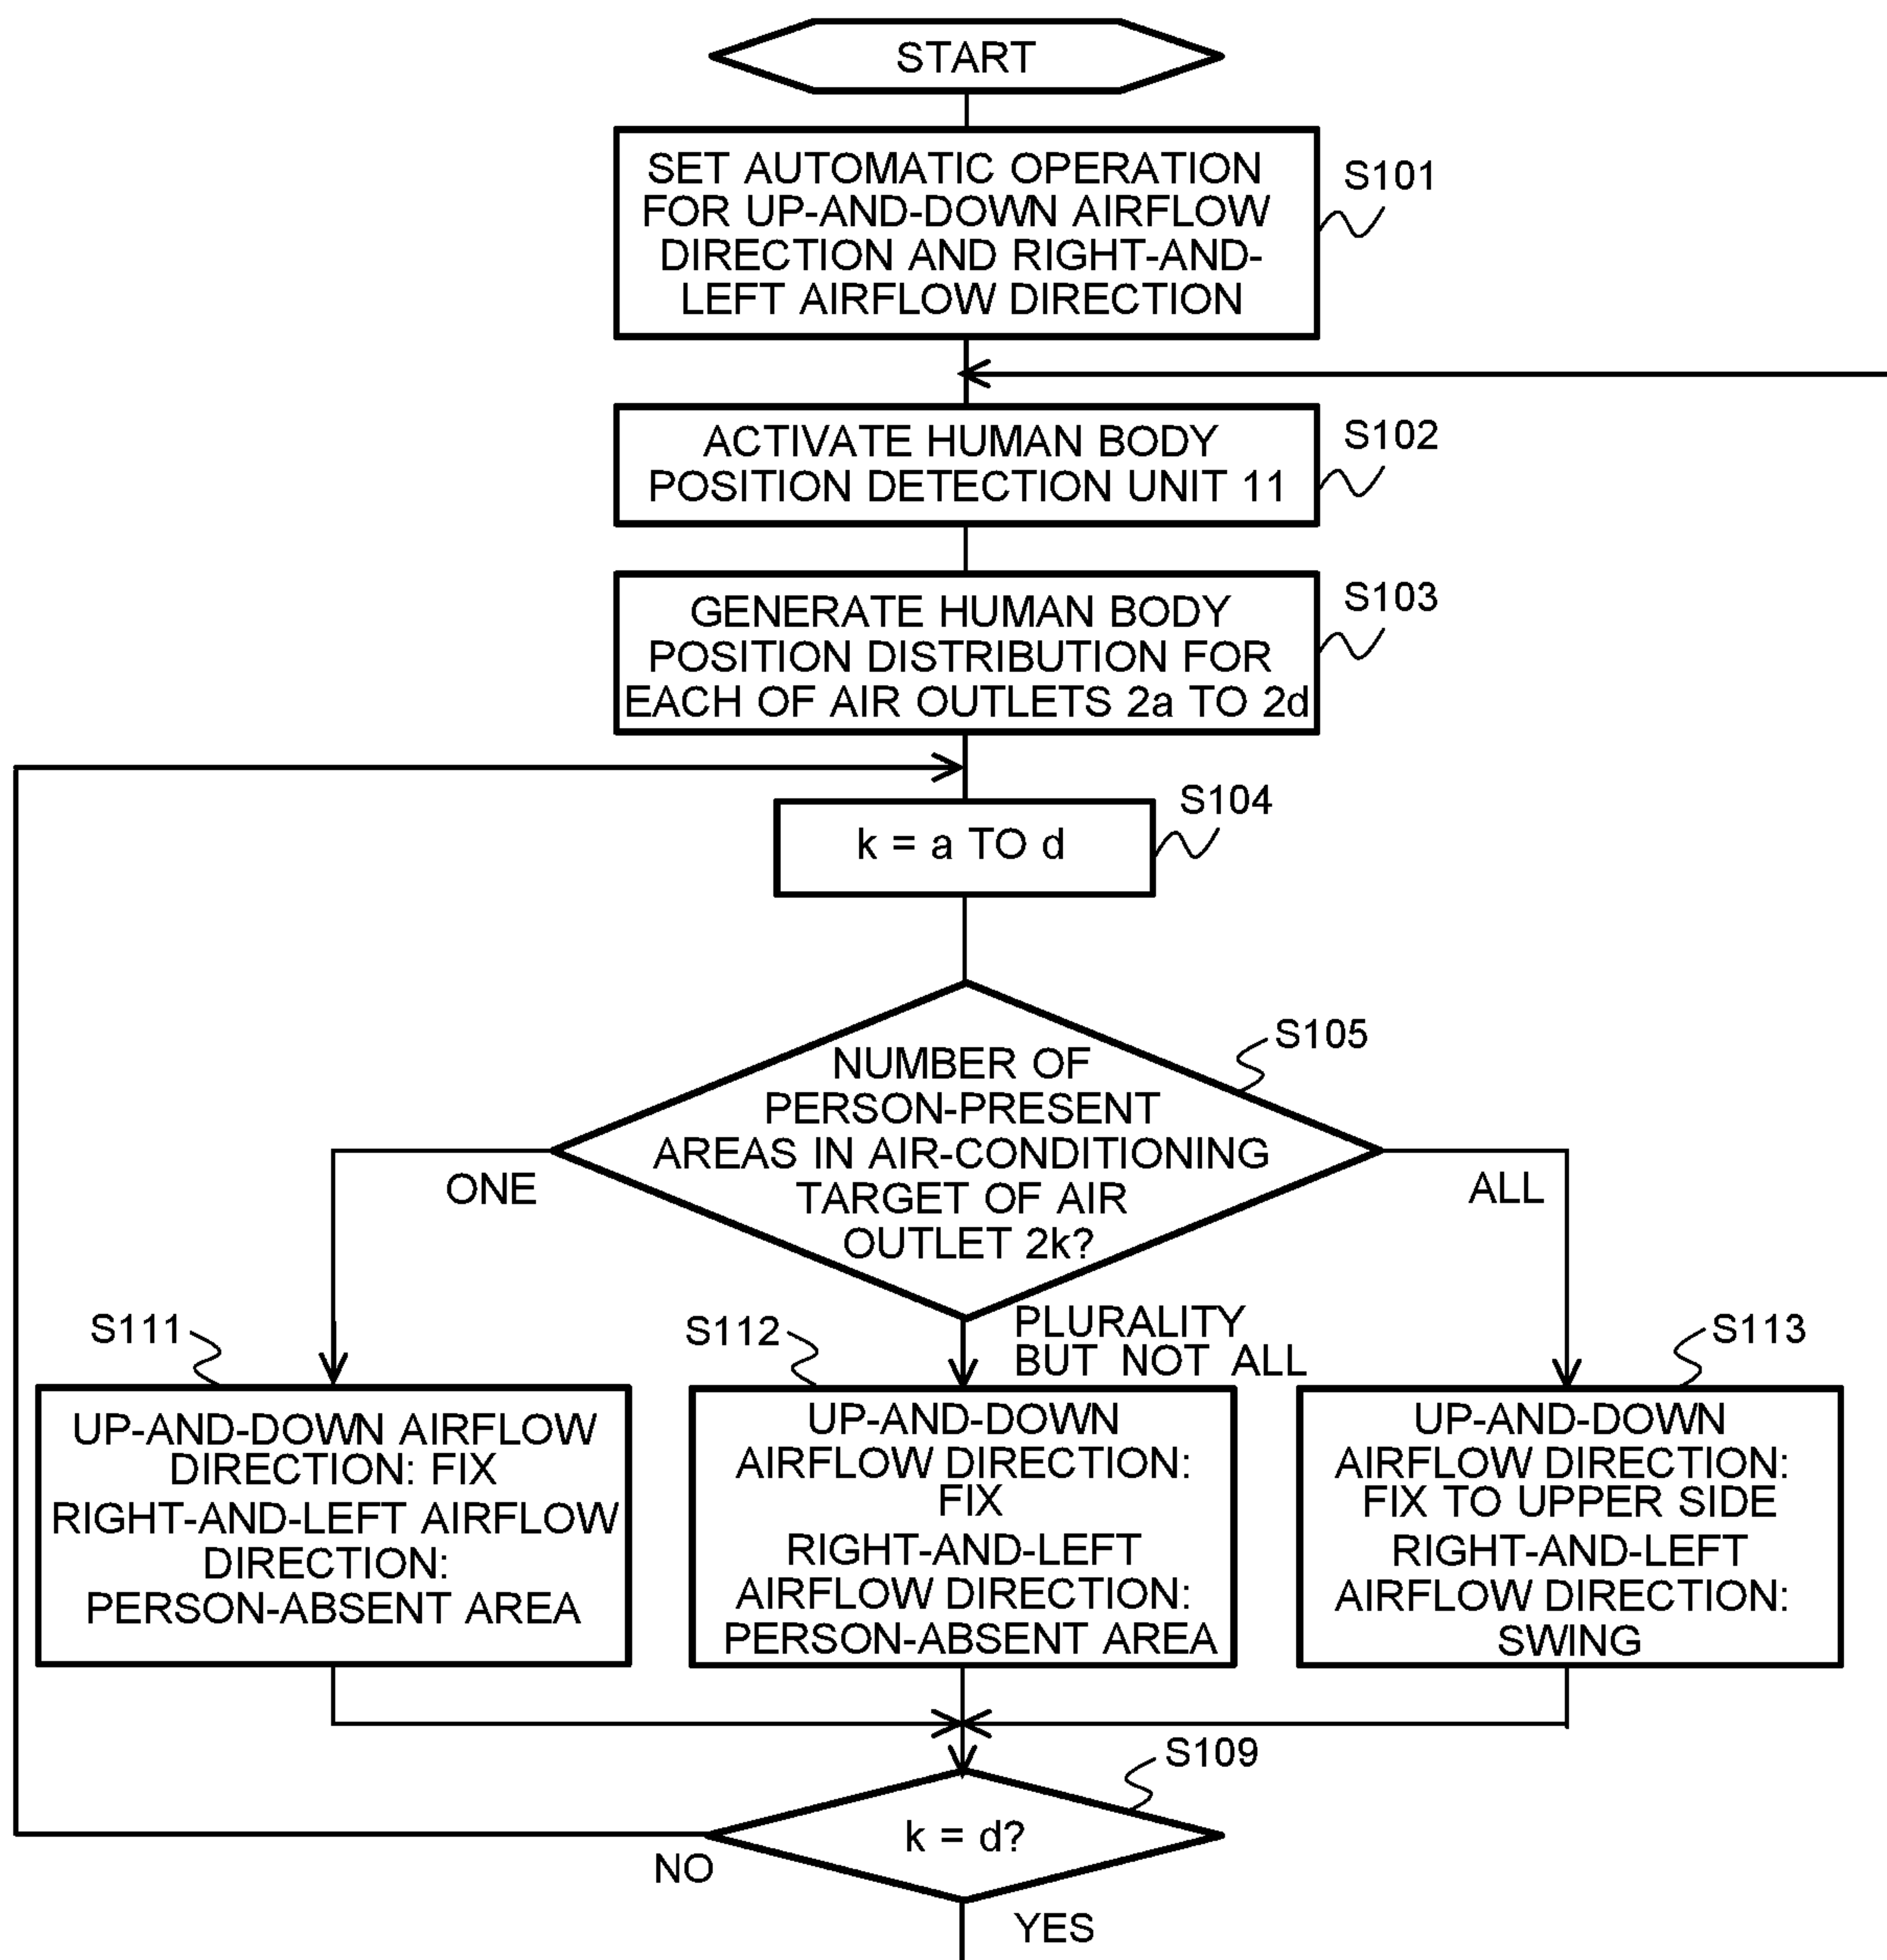 START
SET AUTOMATIC OPERATION
FOR UP-AND-DOWN AIRFLOW
DIRECTION AND RIGHT-AND-
LEFT AIRFLOW DIRECTION
S101
ACTIVATE HUMAN BODY
POSITION DETECTION UNIT 11
S102
GENERATE HUMAN BODY
POSITION DISTRIBUTION FOR
EACH OF AIR OUTLETS 2a TO 2d
S103
k = a TO d
S104
NUMBER OF
PERSON-PRESENT
AREAS IN AIR-CONDITIONING
TARGET OF AIR
OUTLET 2k?
S105
ONE
PLURALITY
BUT NOT ALL
ALL
S111
UP-AND-DOWN AIRFLOW
DIRECTION: FIX
RIGHT-AND-LEFT AIRFLOW
DIRECTION:
PERSON-ABSENT AREA
S112
UP-AND-DOWN
AIRFLOW DIRECTION:
FIX
RIGHT-AND-LEFT
AIRFLOW DIRECTION:
PERSON-ABSENT AREA
S113
UP-AND-DOWN
AIRFLOW DIRECTION:
FIX TO UPPER SIDE
RIGHT-AND-LEFT
AIRFLOW DIRECTION:
SWING
S109
k = d?
NO
YES